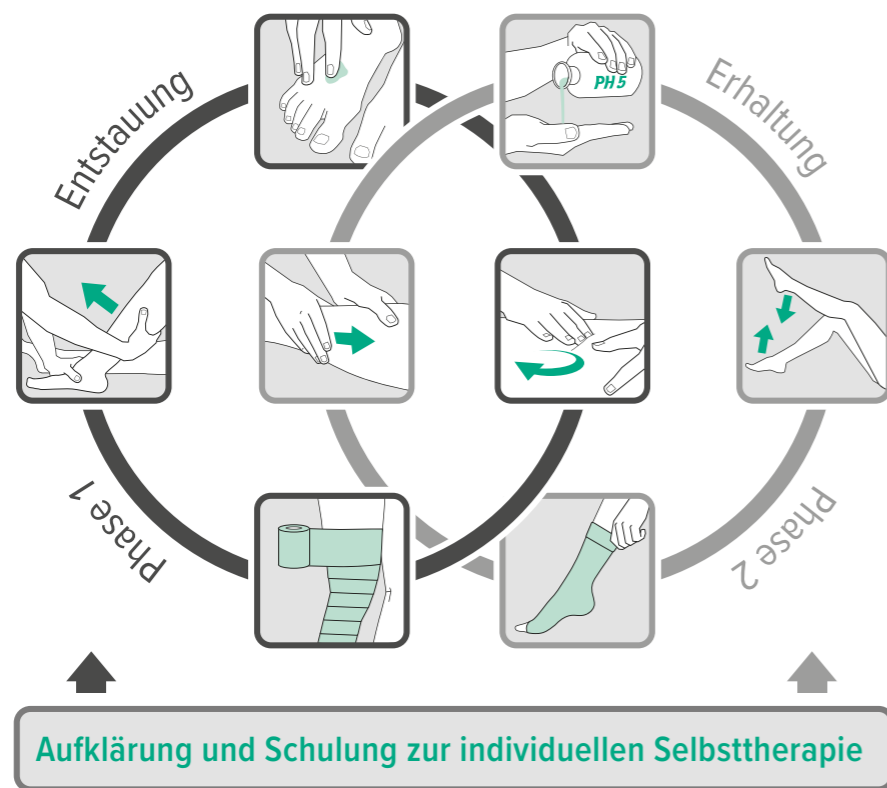 Entstauung
PH 5
Erhaltung
Phase 1
Phase 2
Aufklärung und Schulung zur individuellen Selbsttherapie